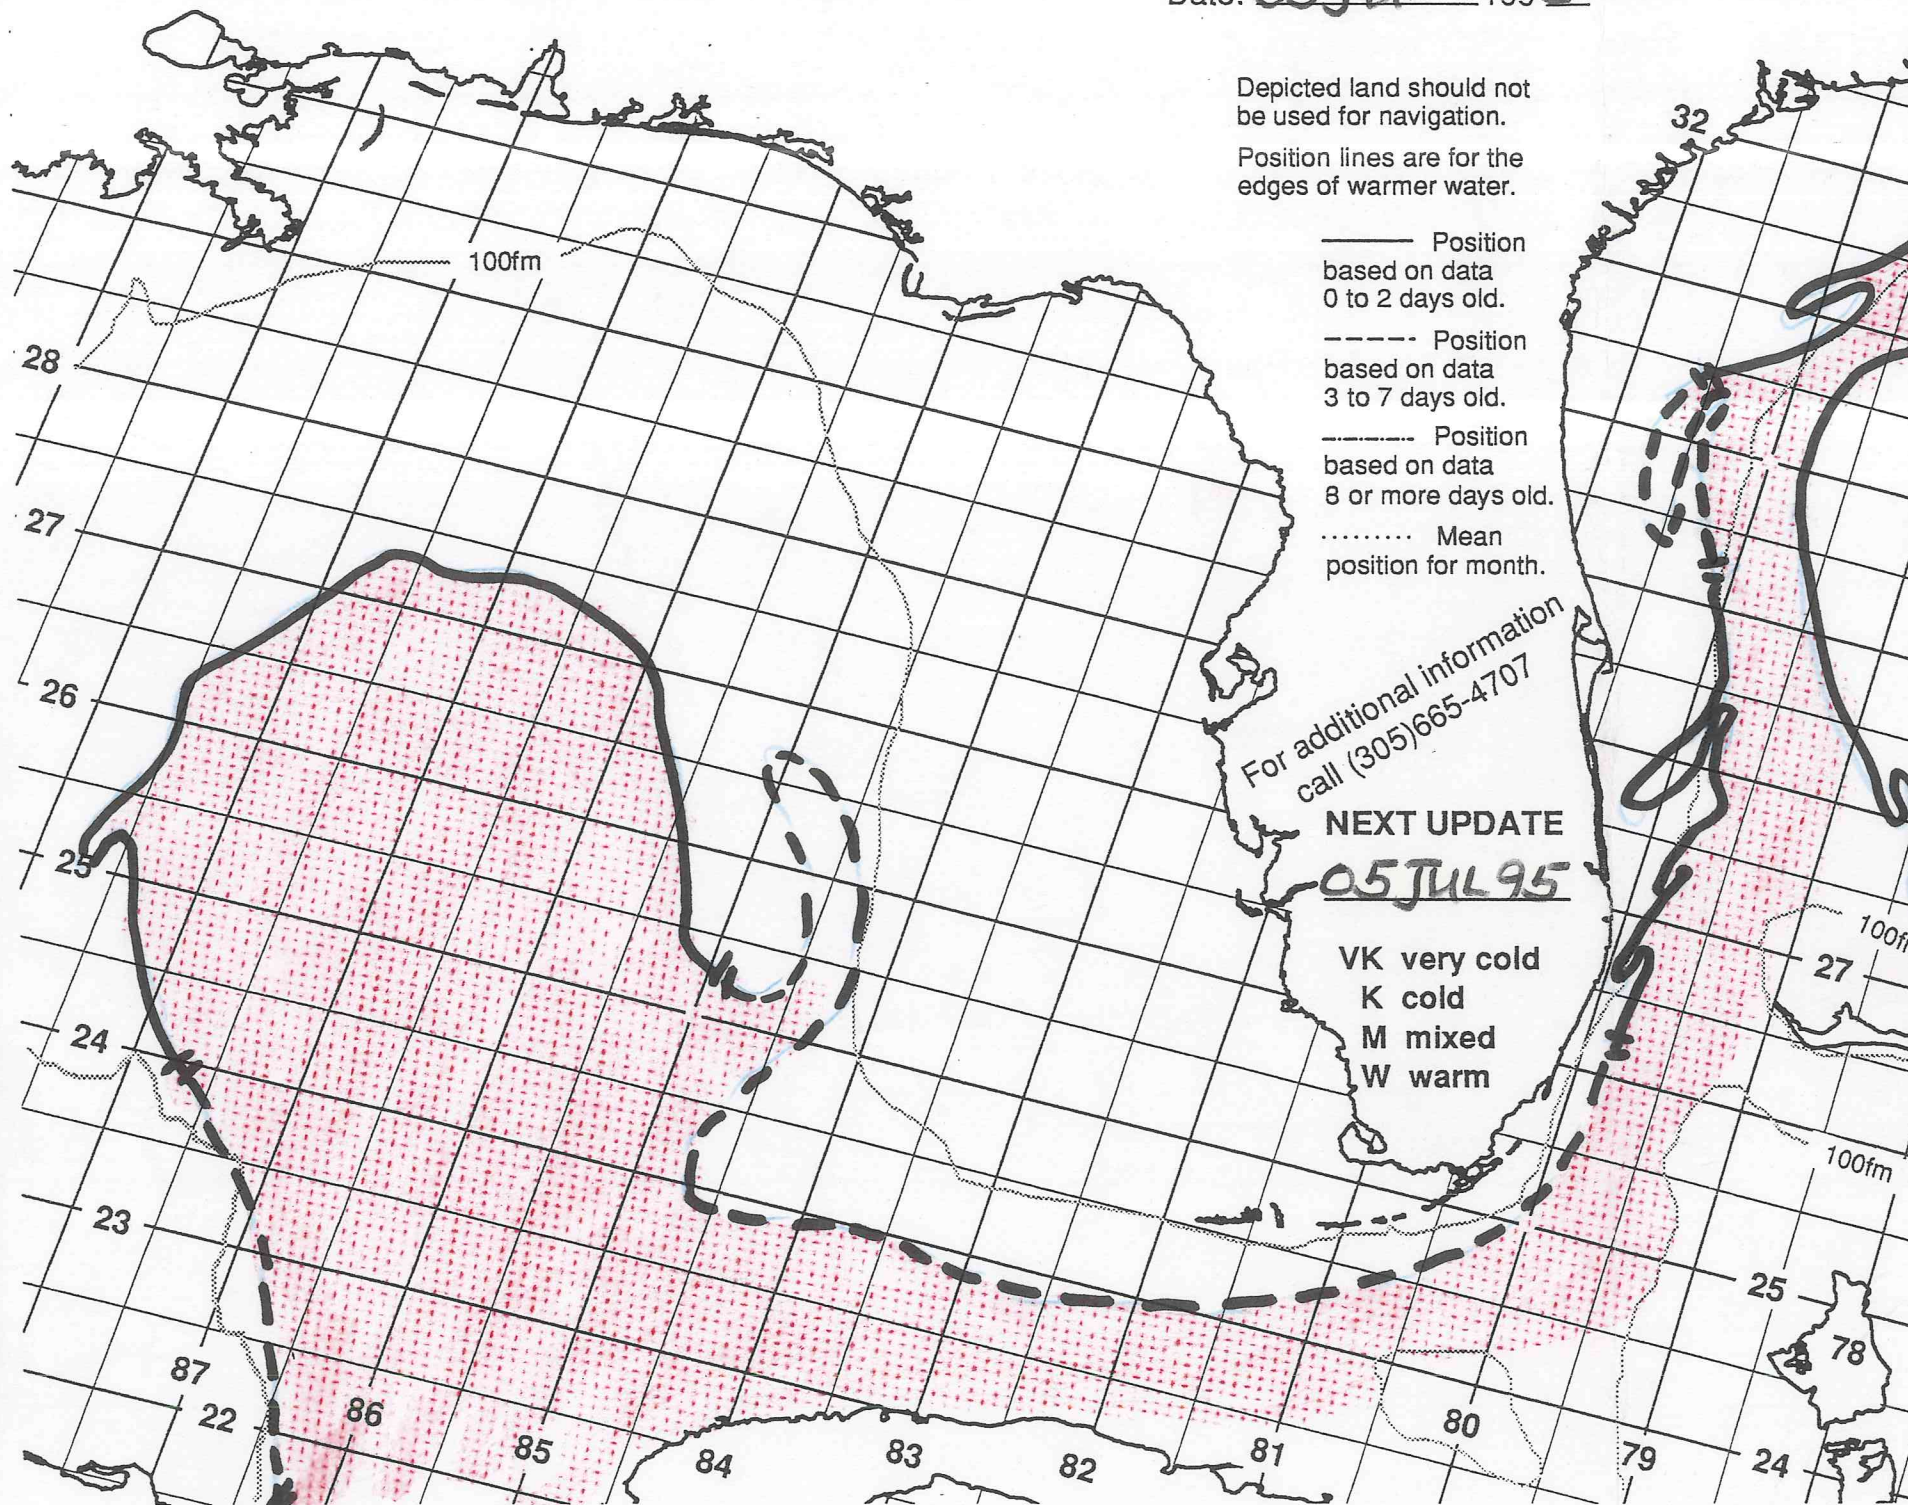 Depicted land should not
be used for navigation.
Position lines are for the
edges of warmer water.
Position
based on data
0 to 2 days old.
Position
based on data
3 to 7 days old.
Position
based on data
8 or more days old.
Mean
position for month.
For additional information
call (305)665-4707
NEXT UPDATE
05 JUL 95
VK very cold
K cold
M mixed
W warm
32
100fm
28
27
26
25
24
23
22
87
86
85
84
83
82
81
80
79
24
78
25
100fm
27